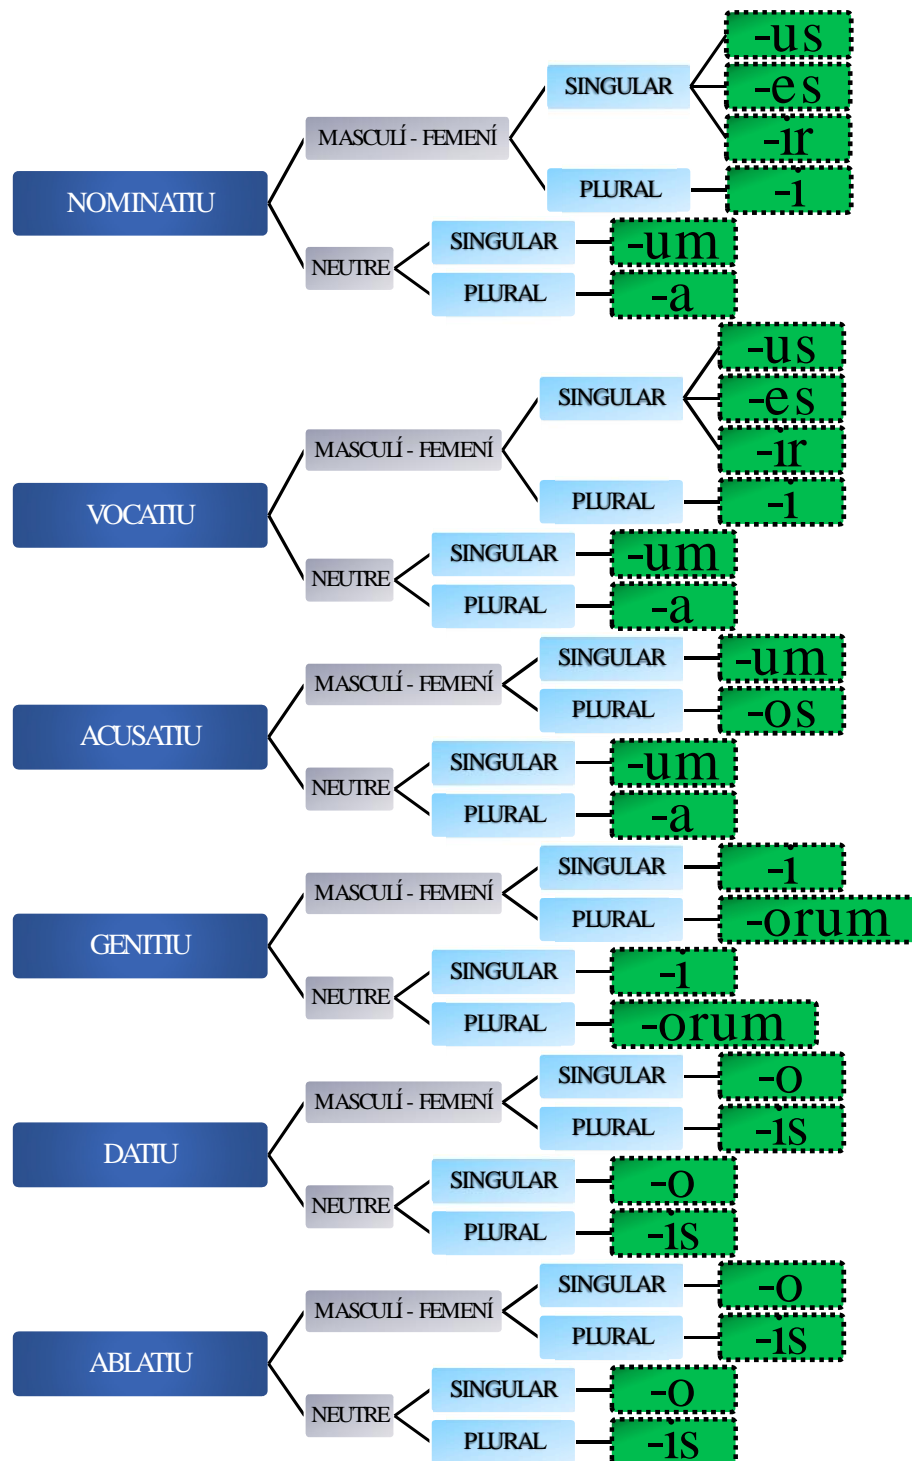 NOMINATIU
MASCULÍ - FEMENÍ
SINGULAR
-us
-es
-ir
PLURAL
-i
NEUTRE
SINGULAR
-um
PLURAL
-a
VOCATIU
MASCULÍ - FEMENÍ
SINGULAR
-us
-es
-ir
PLURAL
-i
NEUTRE
SINGULAR
-um
PLURAL
-a
ACUSATIU
MASCULÍ - FEMENÍ
SINGULAR
-um
PLURAL
-os
NEUTRE
SINGULAR
-um
PLURAL
-a
GENITIU
MASCULÍ - FEMENÍ
SINGULAR
-i
PLURAL
-orum
NEUTRE
SINGULAR
-i
PLURAL
-orum
DATIU
MASCULÍ - FEMENÍ
SINGULAR
-o
PLURAL
-is
NEUTRE
SINGULAR
-o
PLURAL
-is
ABLATIU
MASCULÍ - FEMENÍ
SINGULAR
-o
PLURAL
-is
NEUTRE
SINGULAR
-o
PLURAL
-is